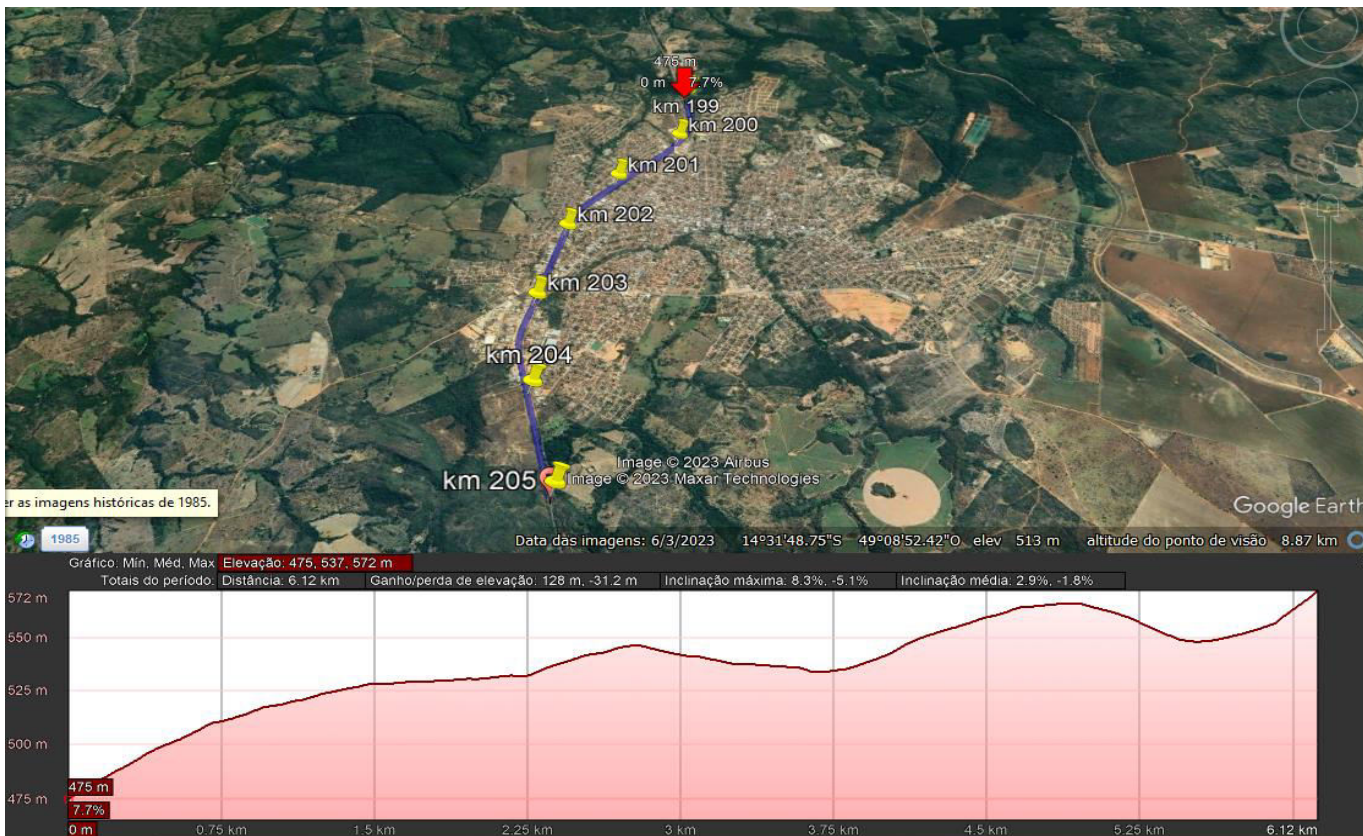 475 m
0 m 7.7%
km 199
km 200
km 201
km 202
km 203
km 204
km 205
Image © 2023 Airbus
Image © 2023 Maxar Technologies
er as imagens históricas de 1985.
Google Earth
1985
Data das imagens: 6/3/2023 14°31'48.75"S 49°08'52.42"O elev 513 m altitude do ponto de visão 8.87 km
Gráfico: Mín, Méd, Max Elevação: 475, 537, 572 m
Totais do período: Distância: 6.12 km Ganho/perda de elevação: 128 m, -31.2 m Inclinação máxima: 8.3%, -5.1% Inclinação média: 2.9%, -1.8%
572 m
550 m
525 m
500 m
475 m
475 m
7.7%
0 m 0.75 km 1.5 km 2.25 km 3 km 3.75 km 4.5 km 5.25 km 6.12 km